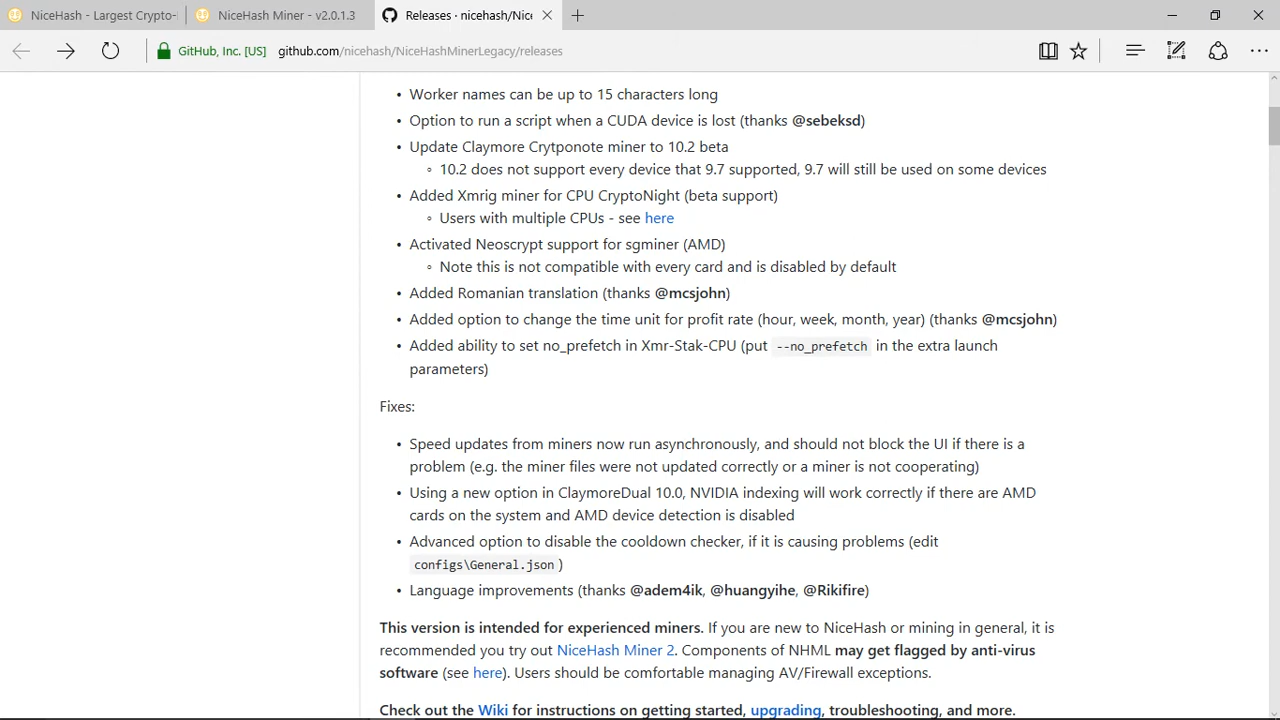 NiceHash - Largest Crypto-
NiceHash Miner - v2.0.1.3
Releases · nicehash/Nice
GitHub, Inc. [US]
github.com/nicehash/NiceHashMinerLegacy/releases
• Worker names can be up to 15 characters long
• Option to run a script when a CUDA device is lost (thanks @sebeksd)
• Update Claymore Crytponote miner to 10.2 beta
◦ 10.2 does not support every device that 9.7 supported, 9.7 will still be used on some devices
• Added Xmrig miner for CPU CryptoNight (beta support)
◦ Users with multiple CPUs - see here
• Activated Neoscrypt support for sgminer (AMD)
◦ Note this is not compatible with every card and is disabled by default
• Added Romanian translation (thanks @mcsjohn)
• Added option to change the time unit for profit rate (hour, week, month, year) (thanks @mcsjohn)
• Added ability to set no_prefetch in Xmr-Stak-CPU (put --no_prefetch in the extra launch
parameters)
Fixes:
• Speed updates from miners now run asynchronously, and should not block the UI if there is a
problem (e.g. the miner files were not updated correctly or a miner is not cooperating)
• Using a new option in ClaymoreDual 10.0, NVIDIA indexing will work correctly if there are AMD
cards on the system and AMD device detection is disabled
• Advanced option to disable the cooldown checker, if it is causing problems (edit
configs\General.json )
• Language improvements (thanks @adem4ik, @huangyihe, @Rikifire)
This version is intended for experienced miners. If you are new to NiceHash or mining in general, it is
recommended you try out NiceHash Miner 2. Components of NHML may get flagged by anti-virus
software (see here). Users should be comfortable managing AV/Firewall exceptions.
Check out the Wiki for instructions on getting started, upgrading, troubleshooting, and more.